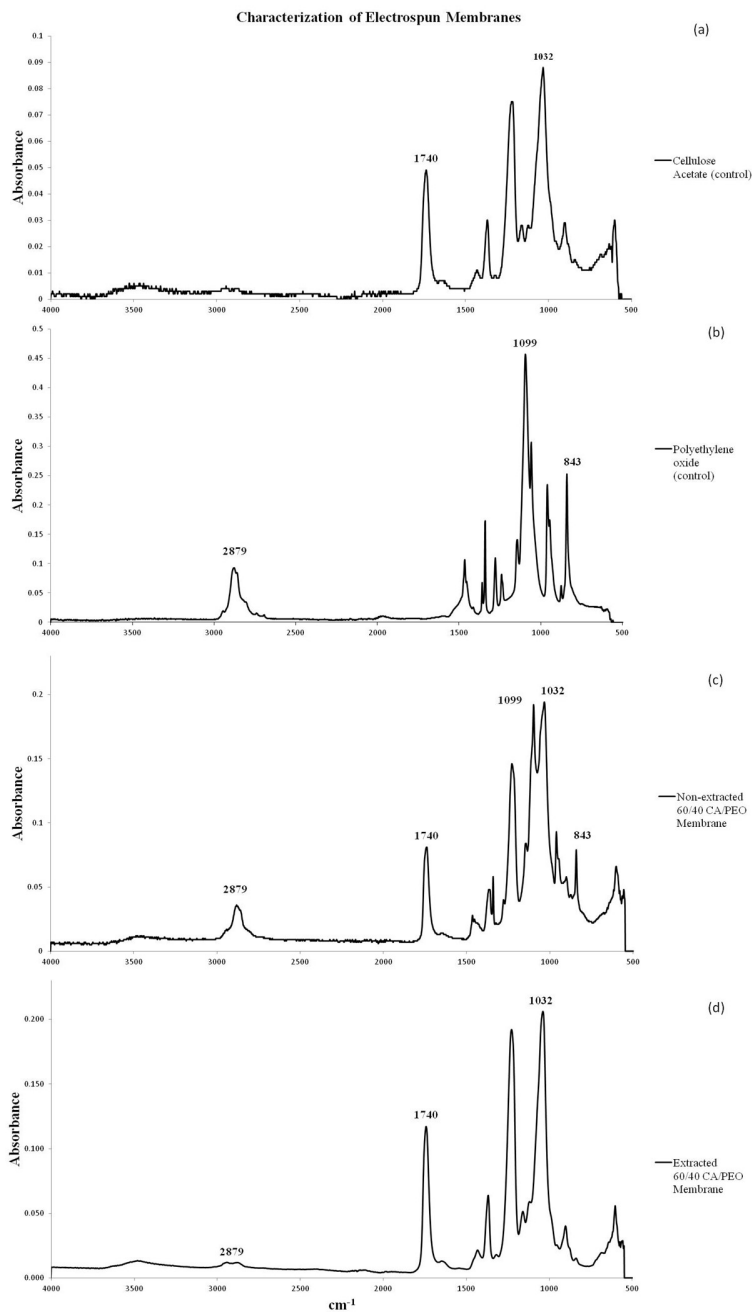 Characterization of Electrospun Membranes
(a)
0.1
0.09
0.08
0.07
0.06
0.05
0.04
0.03
0.02
0.01
0
Absorbance
1740
1032
4000 3500 3000 2500 2000 1500 1000 500
Cellulose
Acetate (control)
(b)
0.5
0.45
0.4
0.35
0.3
0.25
0.2
0.15
0.1
0.05
0
Absorbance
2879
1099
843
4000 3500 3000 2500 2000 1500 1000 500
Polyethylene
oxide
(control)
(c)
0.2
0.15
0.1
0.05
0
Absorbance
2879
1740
1099
1032
843
4000 3500 3000 2500 2000 1500 1000 500
Non-extracted
60/40 CA/PEO
Membrane
(d)
0.200
0.150
0.100
0.050
0.000
Absorbance
2879
1740
1032
4000 3500 3000 2500 2000 1500 1000 500
Extracted
60/40 CA/PEO
Membrane
cm-1